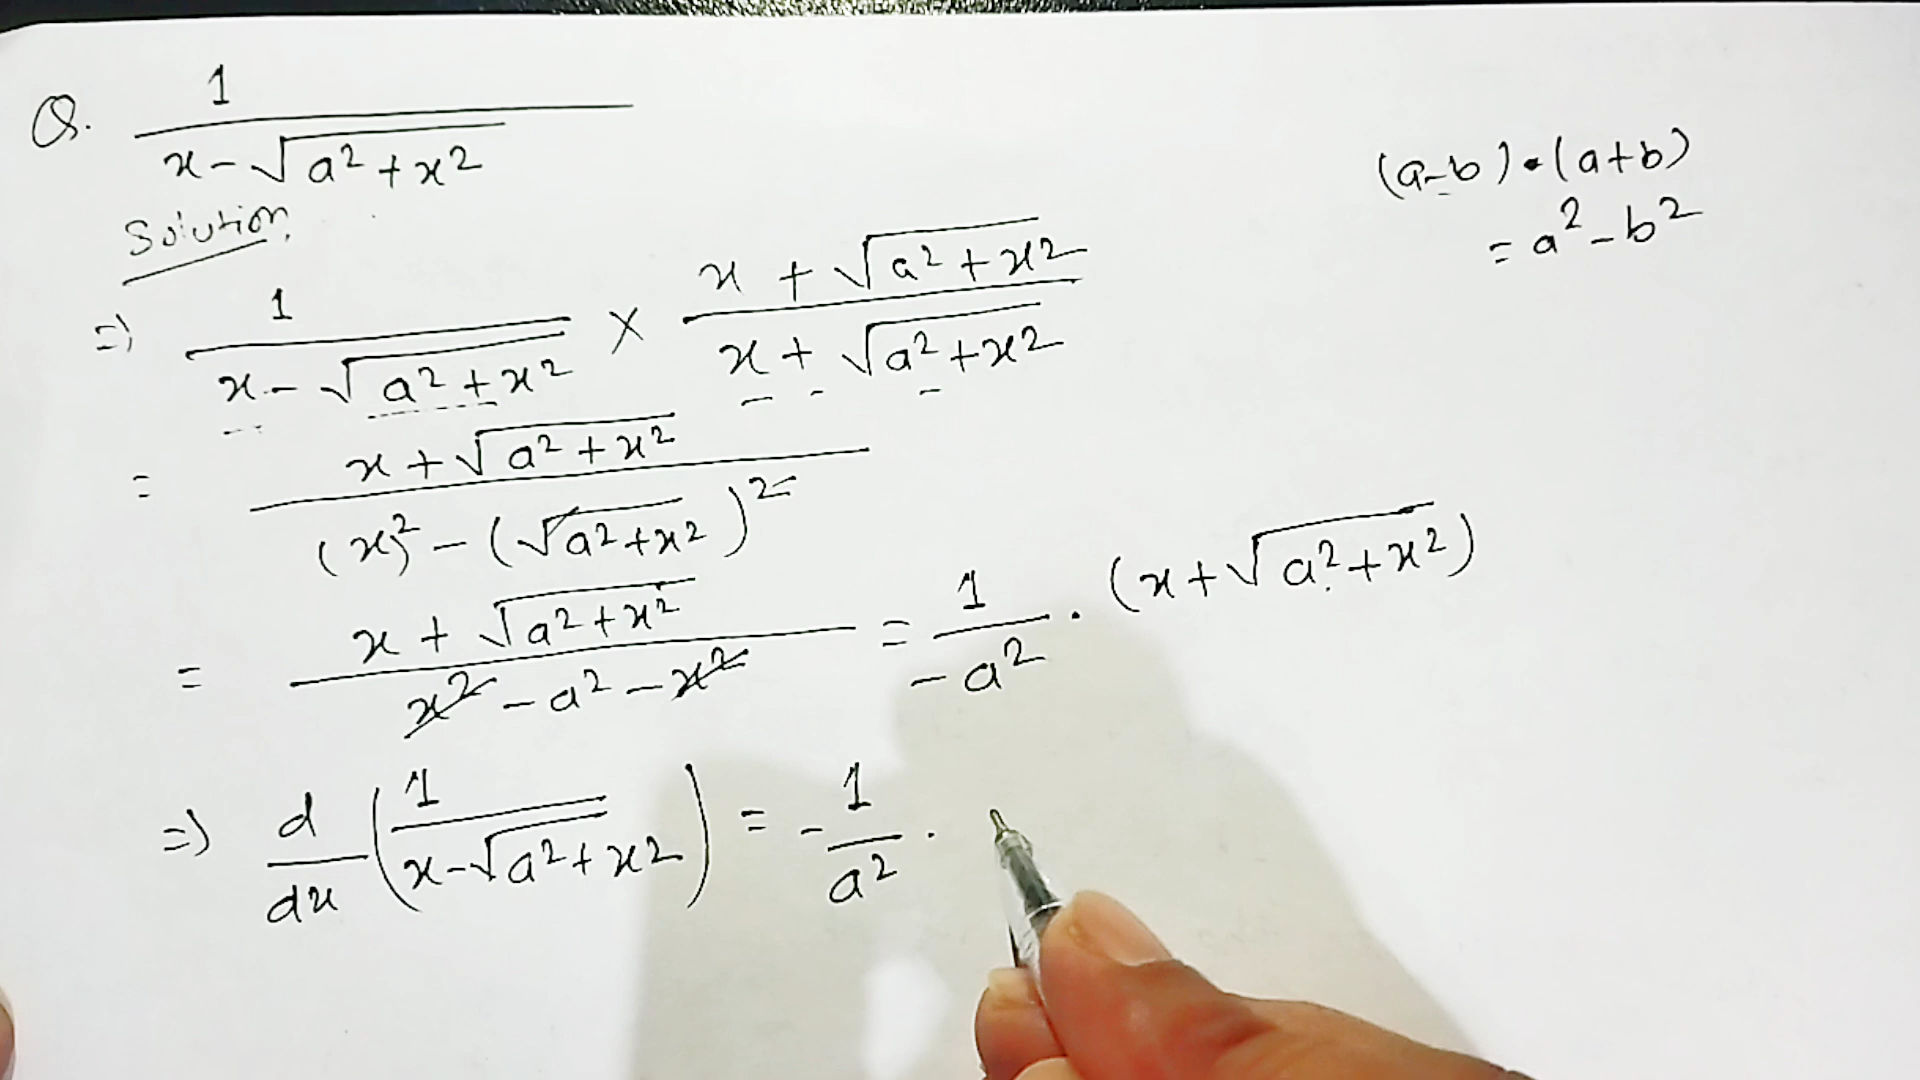 Q. 1 / (x - √(a² + x²))
Solution,
(a-b)•(a+b)
= a² - b²
=) 1 / (x - √(a² + x²)) × (x + √(a² + x²)) / (x + √(a² + x²))
= (x + √(a² + x²)) / ((x)² - (√(a² + x²))²)
= (x + √(a² + x²)) / (x² - a² - x²) = 1 / (-a²) . (x + √(a² + x²))
=) d/dx (1 / (x - √(a² + x²))) = - 1/a² .